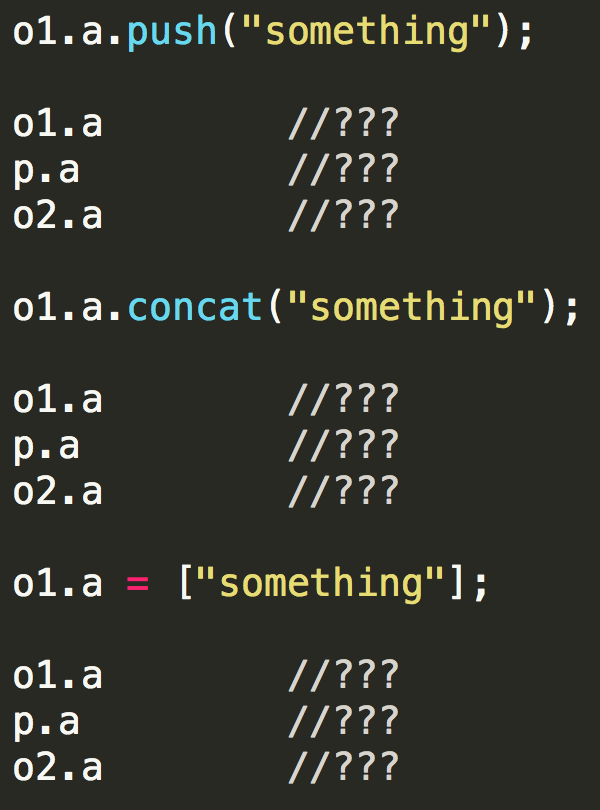 o1.a.push("something");
o1.a //???
p.a //???
o2.a //???
o1.a.concat("something");
o1.a //???
p.a //???
o2.a //???
o1.a = ["something"];
o1.a //???
p.a //???
o2.a //???